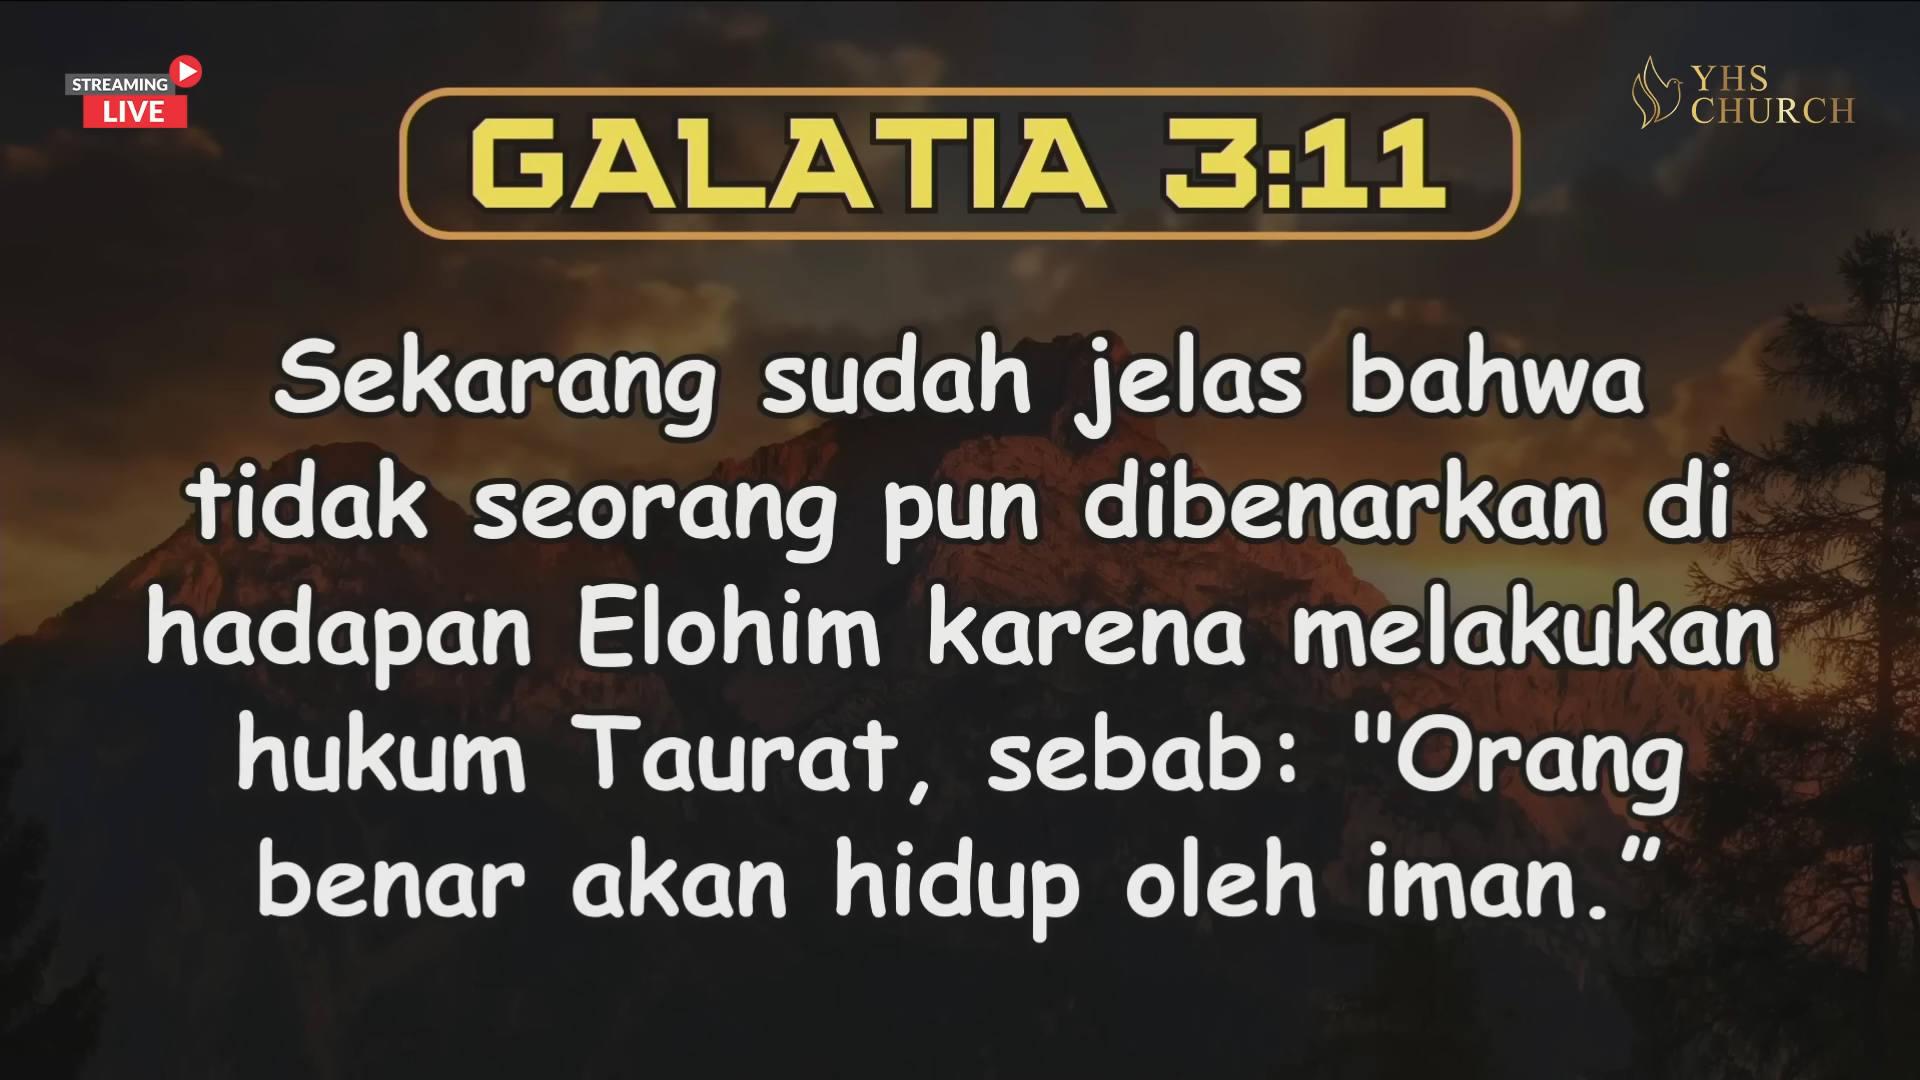 STREAMING
LIVE
YHS
CHURCH
GALATIA 3:11
Sekarang sudah jelas bahwa
tidak seorang pun dibenarkan di
hadapan Elohim karena melakukan
hukum Taurat, sebab: "Orang
benar akan hidup oleh iman.”